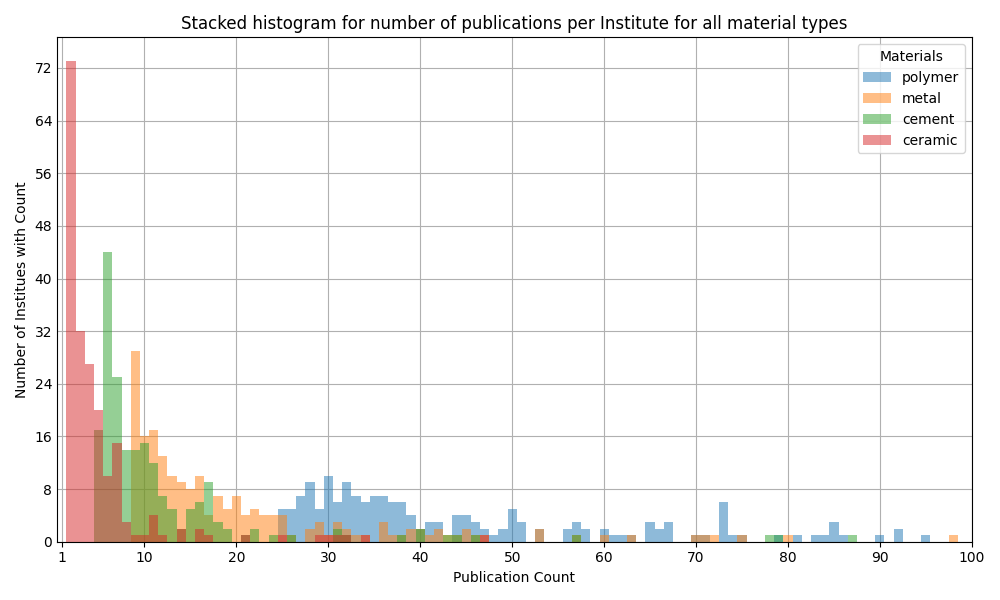 Stacked histogram for number of publications per Institute for all material types
Materials
polymer
metal
cement
ceramic
Number of Institues with Count
72
64
56
48
40
32
24
16
8
0
1 10 20 30 40 50 60 70 80 90 100
Publication Count